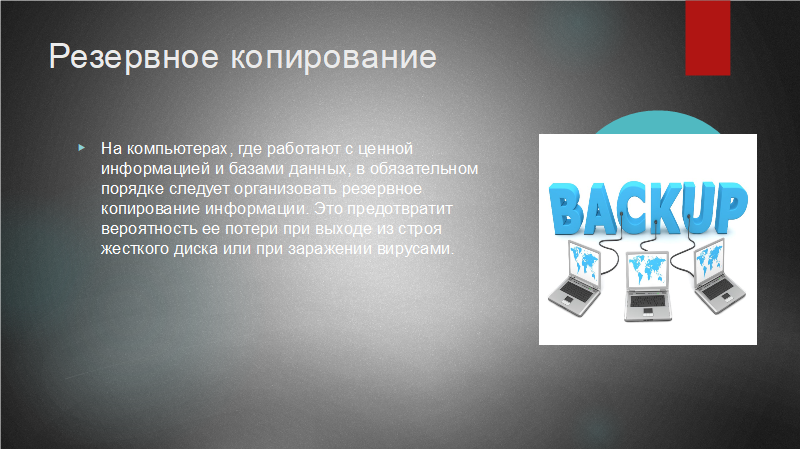 Резервное копирование
На компьютерах, где работают с ценной
информацией и базами данных, в обязательном
порядке следует организовать резервное
копирование информации. Это предотвратит
вероятность ее потери при выходе из строя
жесткого диска или при заражении вирусами.
BACKUP